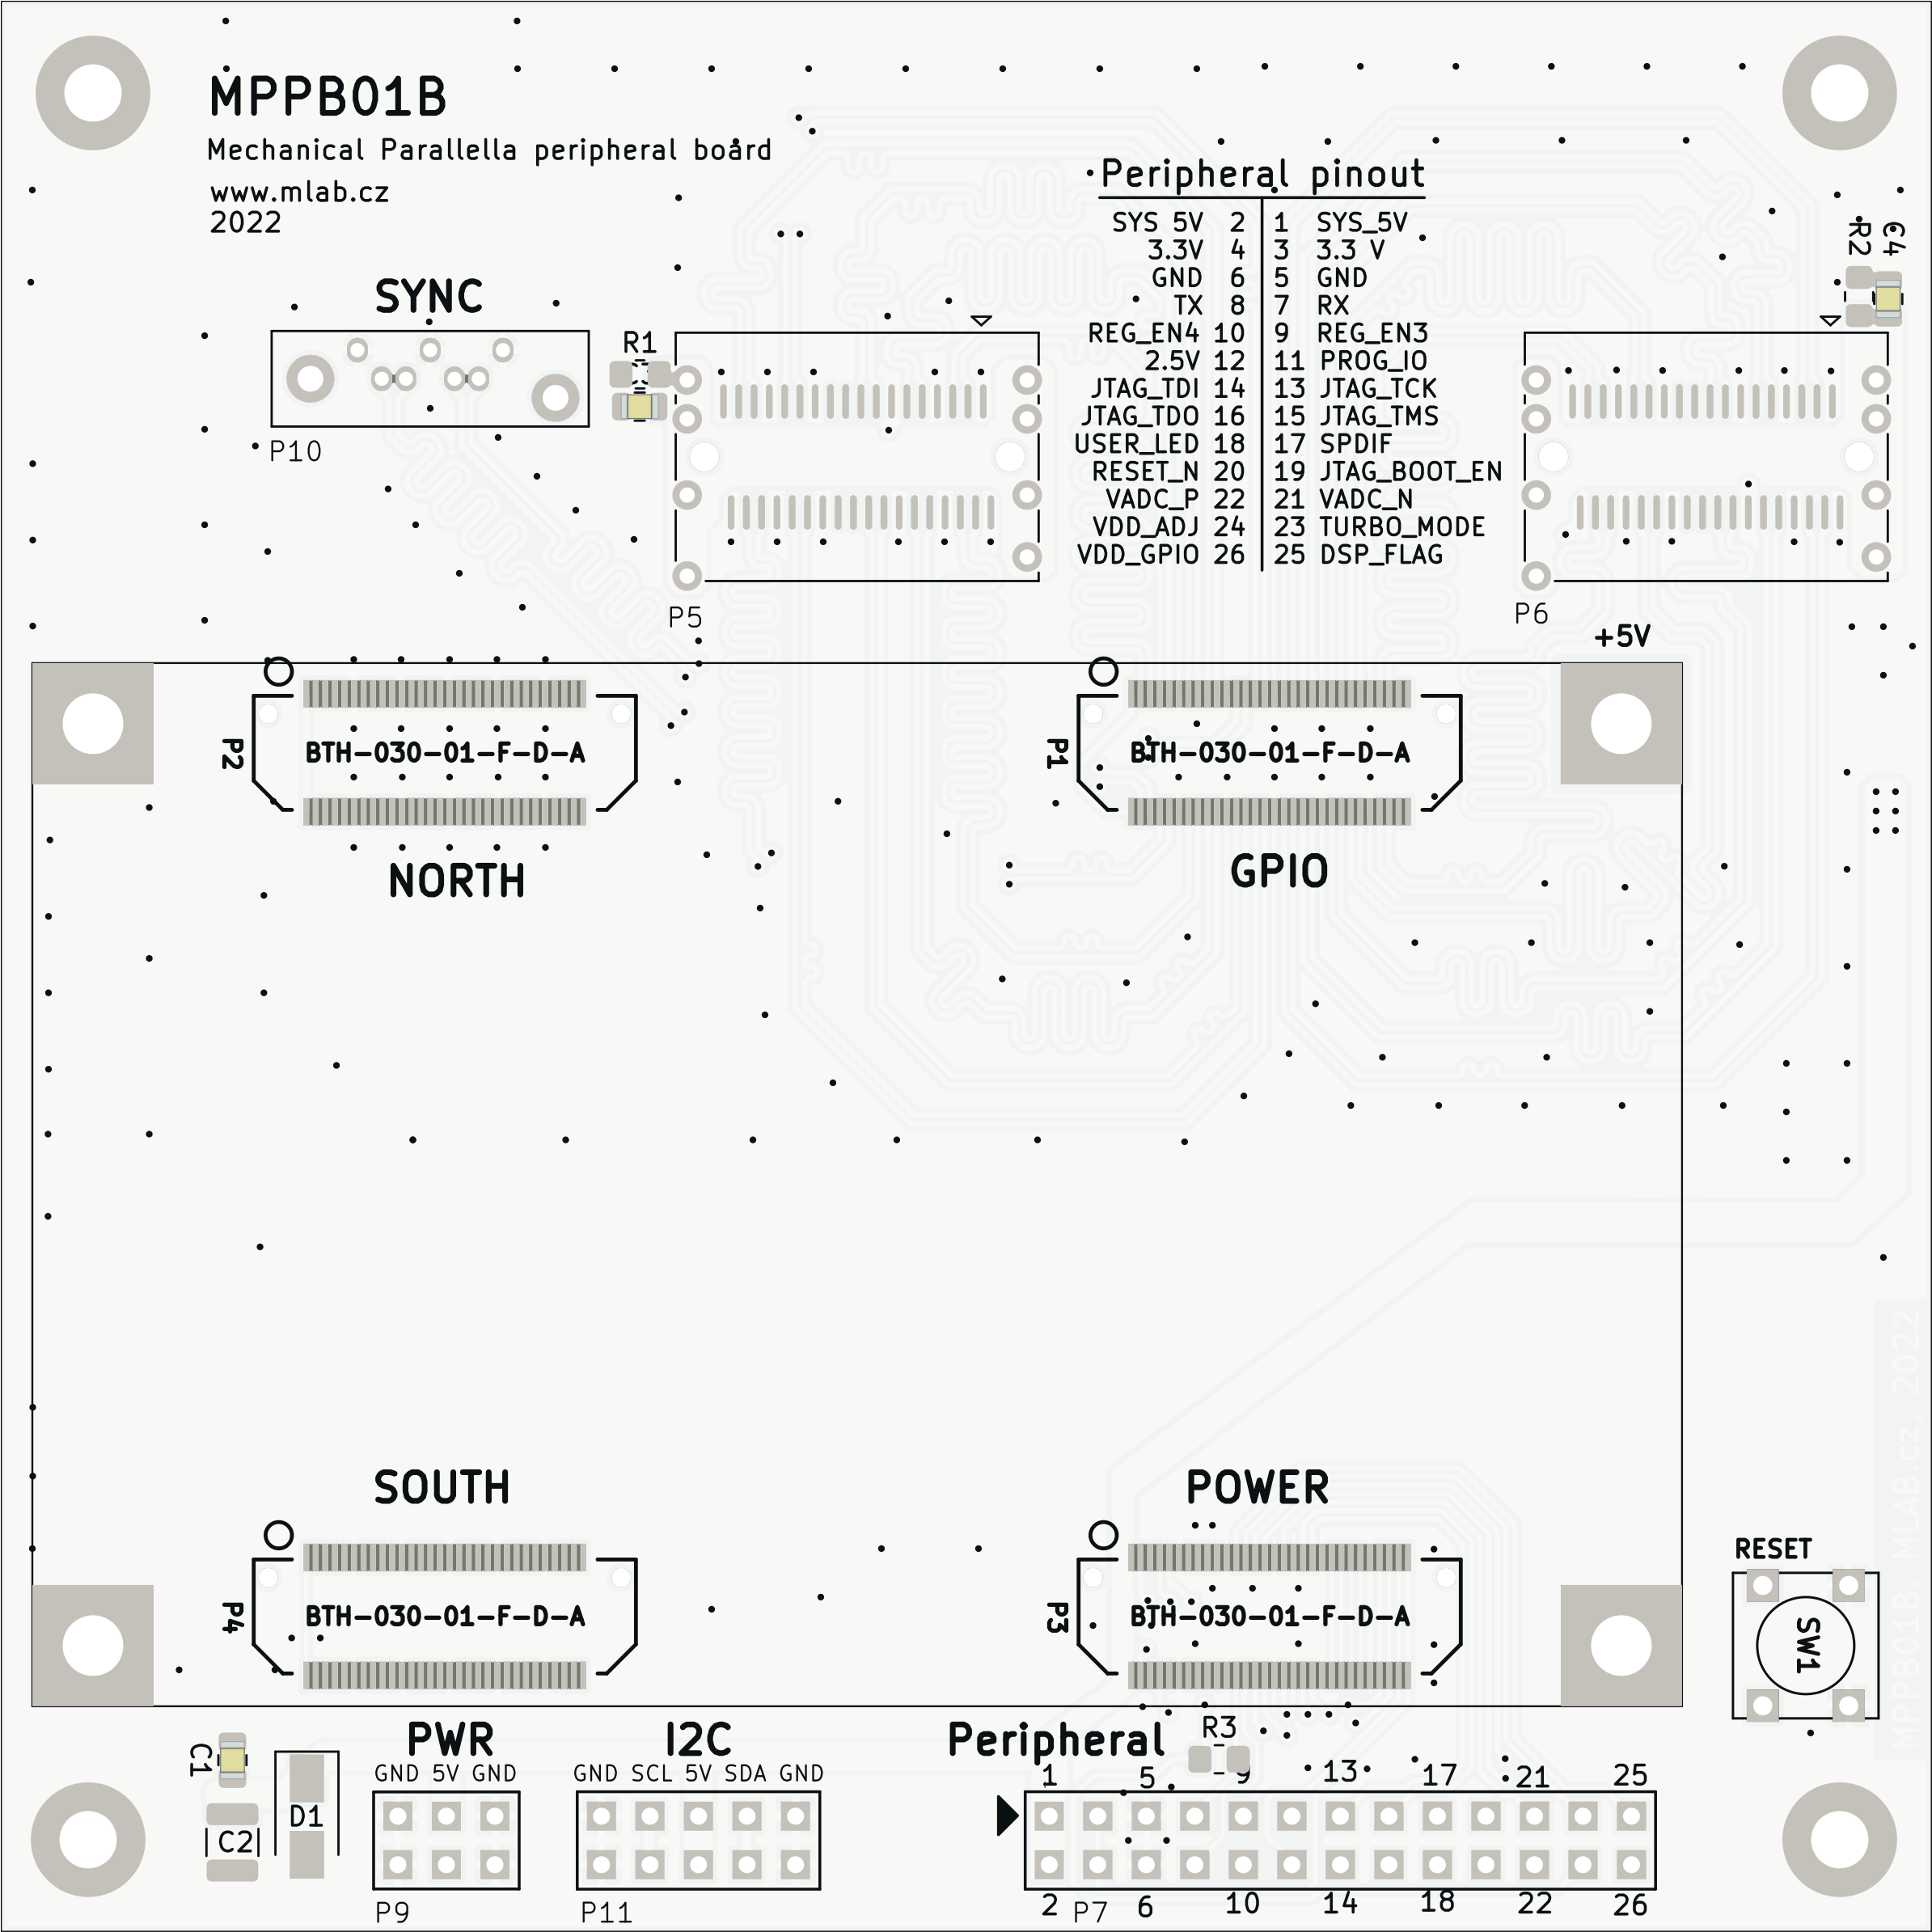 MPPB01B
Mechanical Parallella peripheral board
www.mlab.cz
2022
Peripheral pinout
SYS 5V 2 1 SYS_5V
3.3V 4 3 3.3 V
GND 6 5 GND
TX 8 7 RX
REG_EN4 10 9 REG_EN3
2.5V 12 11 PROG_IO
JTAG_TDI 14 13 JTAG_TCK
JTAG_TDO 16 15 JTAG_TMS
USER_LED 18 17 SPDIF
RESET_N 20 19 JTAG_BOOT_EN
VADC_P 22 21 VADC_N
VDD_ADJ 24 23 TURBO_MODE
VDD_GPIO 26 25 DSP_FLAG
R2 C4
SYNC
R1
P10
P5
P6
+5V
P2
BTH-030-01-F-D-A
P1
BTH-030-01-F-D-A
NORTH
GPIO
MPPB01B, MLAB.cz, 2022
SOUTH
POWER
RESET
P4
BTH-030-01-F-D-A
P3
BTH-030-01-F-D-A
SW1
C1
PWR
I2C
Peripheral
R3
GND 5V GND
GND SCL 5V SDA GND
1 5 9 13 17 21 25
D1
C2
P9
P11
P7
2 6 10 14 18 22 26